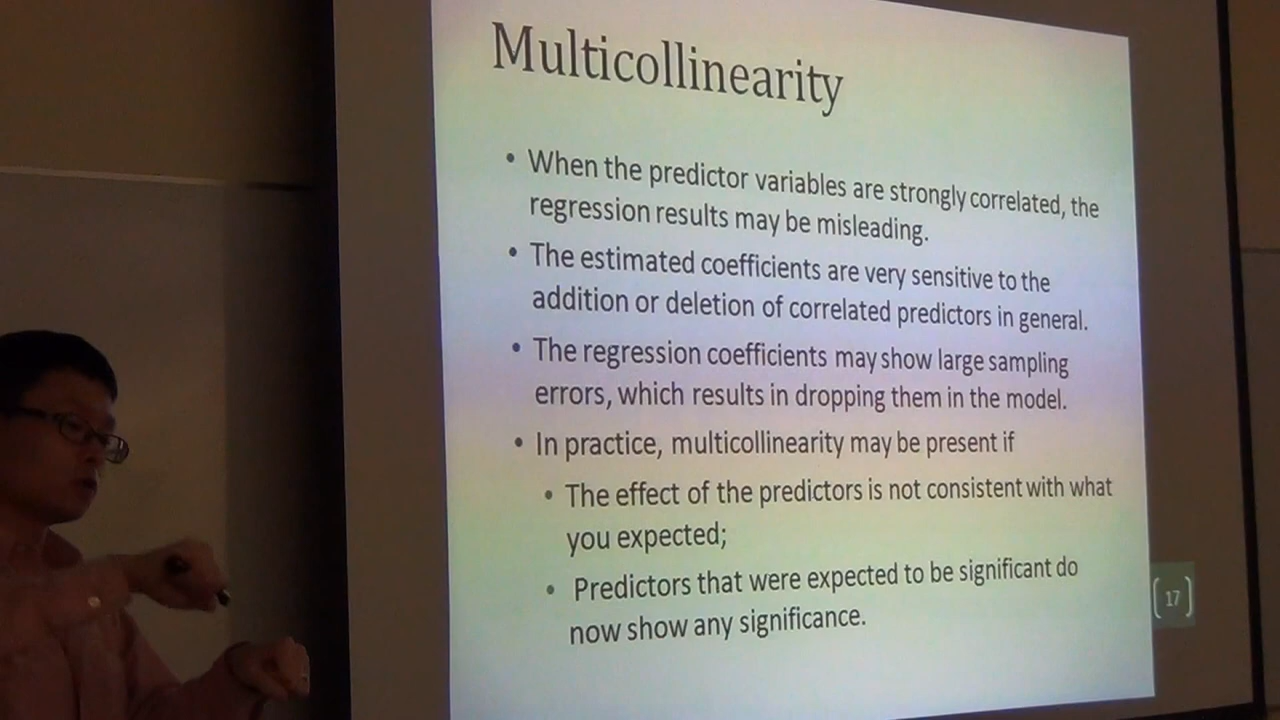 Multicollinearity
• When the predictor variables are strongly correlated, the
regression results may be misleading.
• The estimated coefficients are very sensitive to the
addition or deletion of correlated predictors in general.
• The regression coefficients may show large sampling
errors, which results in dropping them in the model.
• In practice, multicollinearity may be present if
• The effect of the predictors is not consistent with what
you expected;
• Predictors that were expected to be significant do
now show any significance.
17